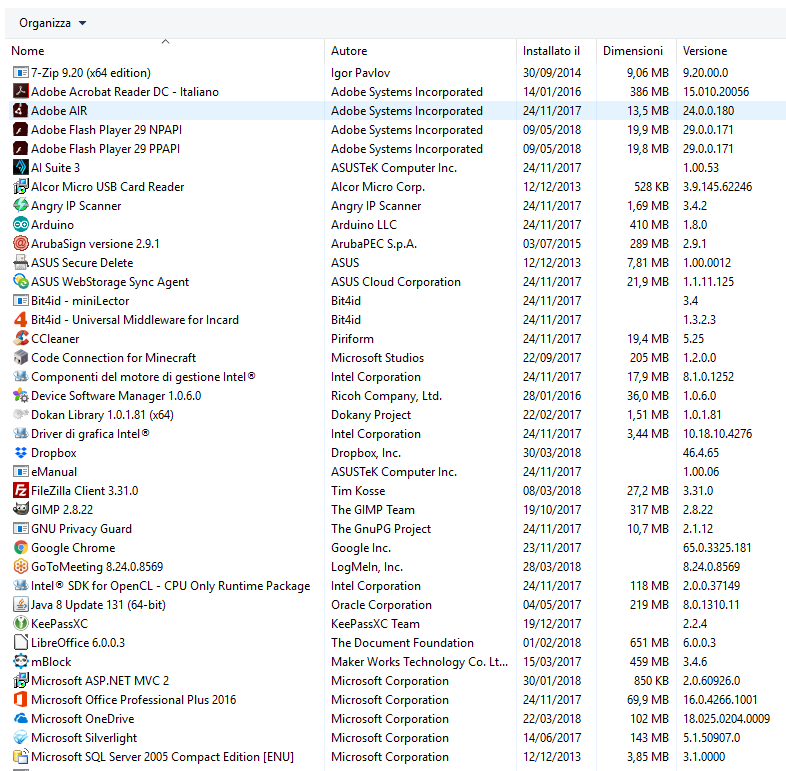 Organizza
Nome Autore Installato il Dimensioni Versione
7-Zip 9.20 (x64 edition) Igor Pavlov 30/09/2014 9,06 MB 9.20.00.0
Adobe Acrobat Reader DC - Italiano Adobe Systems Incorporated 14/01/2016 386 MB 15.010.20056
Adobe AIR Adobe Systems Incorporated 24/11/2017 13,5 MB 24.0.0.180
Adobe Flash Player 29 NPAPI Adobe Systems Incorporated 09/05/2018 19,9 MB 29.0.0.171
Adobe Flash Player 29 PPAPI Adobe Systems Incorporated 09/05/2018 19,8 MB 29.0.0.171
AI Suite 3 ASUSTeK Computer Inc. 24/11/2017 1.00.53
Alcor Micro USB Card Reader Alcor Micro Corp. 12/12/2013 528 KB 3.9.145.62246
Angry IP Scanner Angry IP Scanner 24/11/2017 1,69 MB 3.4.2
Arduino Arduino LLC 24/11/2017 410 MB 1.8.0
ArubaSign versione 2.9.1 ArubaPEC S.p.A. 03/07/2015 289 MB 2.9.1
ASUS Secure Delete ASUS 12/12/2013 7,81 MB 1.00.0012
ASUS WebStorage Sync Agent ASUS Cloud Corporation 24/11/2017 21,9 MB 1.1.11.125
Bit4id - miniLector Bit4id 24/11/2017 3.4
Bit4id - Universal Middleware for Incard Bit4id 24/11/2017 1.3.2.3
CCleaner Piriform 24/11/2017 19,4 MB 5.25
Code Connection for Minecraft Microsoft Studios 22/09/2017 205 MB 1.2.0.0
Componenti del motore di gestione Intel® Intel Corporation 24/11/2017 17,9 MB 8.1.0.1252
Device Software Manager 1.0.6.0 Ricoh Company, Ltd. 28/01/2016 36,0 MB 1.0.6.0
Dokan Library 1.0.1.81 (x64) Dokany Project 22/02/2017 1,51 MB 1.0.1.81
Driver di grafica Intel® Intel Corporation 24/11/2017 3,44 MB 10.18.10.4276
Dropbox Dropbox, Inc. 30/03/2018 46.4.65
eManual ASUSTeK Computer Inc. 24/11/2017 1.00.06
FileZilla Client 3.31.0 Tim Kosse 08/03/2018 27,2 MB 3.31.0
GIMP 2.8.22 The GIMP Team 19/10/2017 317 MB 2.8.22
GNU Privacy Guard The GnuPG Project 24/11/2017 10,7 MB 2.1.12
Google Chrome Google Inc. 23/11/2017 65.0.3325.181
GoToMeeting 8.24.0.8569 LogMeIn, Inc. 28/03/2018 8.24.0.8569
Intel® SDK for OpenCL - CPU Only Runtime Package Intel Corporation 24/11/2017 118 MB 2.0.0.37149
Java 8 Update 131 (64-bit) Oracle Corporation 04/05/2017 219 MB 8.0.1310.11
KeePassXC KeePassXC Team 19/12/2017 2.2.4
LibreOffice 6.0.0.3 The Document Foundation 01/02/2018 651 MB 6.0.0.3
mBlock Maker Works Technology Co. Lt... 15/03/2017 459 MB 3.4.6
Microsoft ASP.NET MVC 2 Microsoft Corporation 30/01/2018 850 KB 2.0.60926.0
Microsoft Office Professional Plus 2016 Microsoft Corporation 24/11/2017 69,9 MB 16.0.4266.1001
Microsoft OneDrive Microsoft Corporation 22/03/2018 102 MB 18.025.0204.0009
Microsoft Silverlight Microsoft Corporation 14/06/2017 143 MB 5.1.50907.0
Microsoft SQL Server 2005 Compact Edition [ENU] Microsoft Corporation 12/12/2013 3,85 MB 3.1.0000